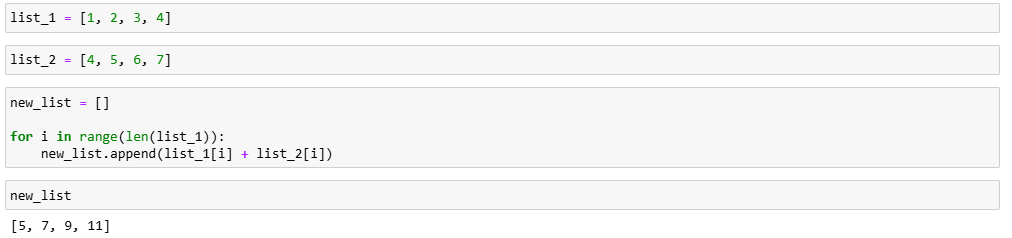 list_1 = [1, 2, 3, 4]
list_2 = [4, 5, 6, 7]
new_list = []
for i in range(len(list_1)):
    new_list.append(list_1[i] + list_2[i])
new_list
[5, 7, 9, 11]